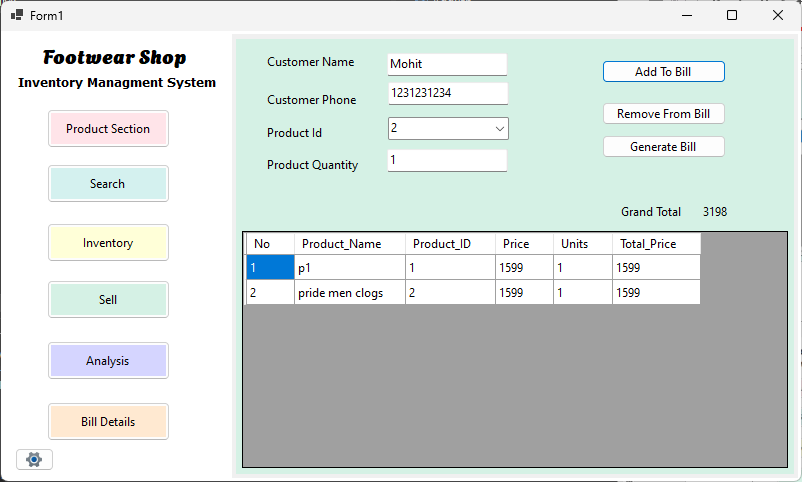 Form1
Footwear Shop
Inventory Managment System
Product Section
Search
Inventory
Sell
Analysis
Bill Details
Customer Name Mohit
Customer Phone 1231231234
Product Id 2
Product Quantity 1
Add To Bill
Remove From Bill
Generate Bill
Grand Total 3198
No Product_Name Product_ID Price Units Total_Price
1 p1 1 1599 1 1599
2 pride men clogs 2 1599 1 1599